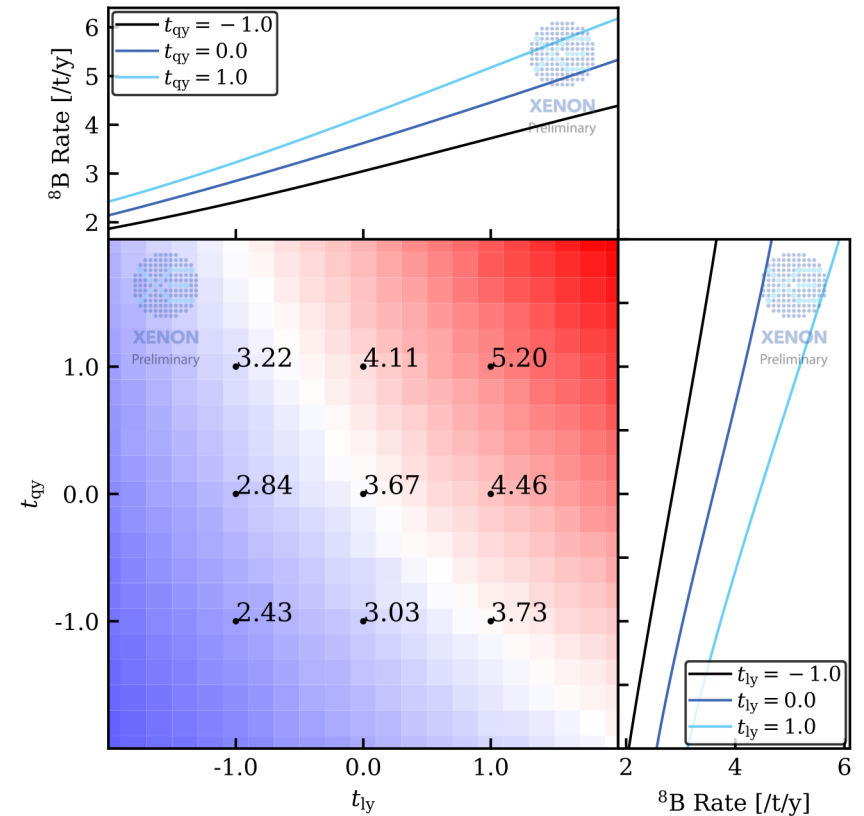 ⁸B Rate [/t/y]
6
5
4
3
2
t_qy = −1.0
t_qy = 0.0
t_qy = 1.0
XENON
Preliminary
t_qy
1.0
0.0
-1.0
XENON
Preliminary
3.22 4.11 5.20
2.84 3.67 4.46
2.43 3.03 3.73
-1.0 0.0 1.0
t_ly
XENON
Preliminary
t_ly = −1.0
t_ly = 0.0
t_ly = 1.0
2 4 6
⁸B Rate [/t/y]